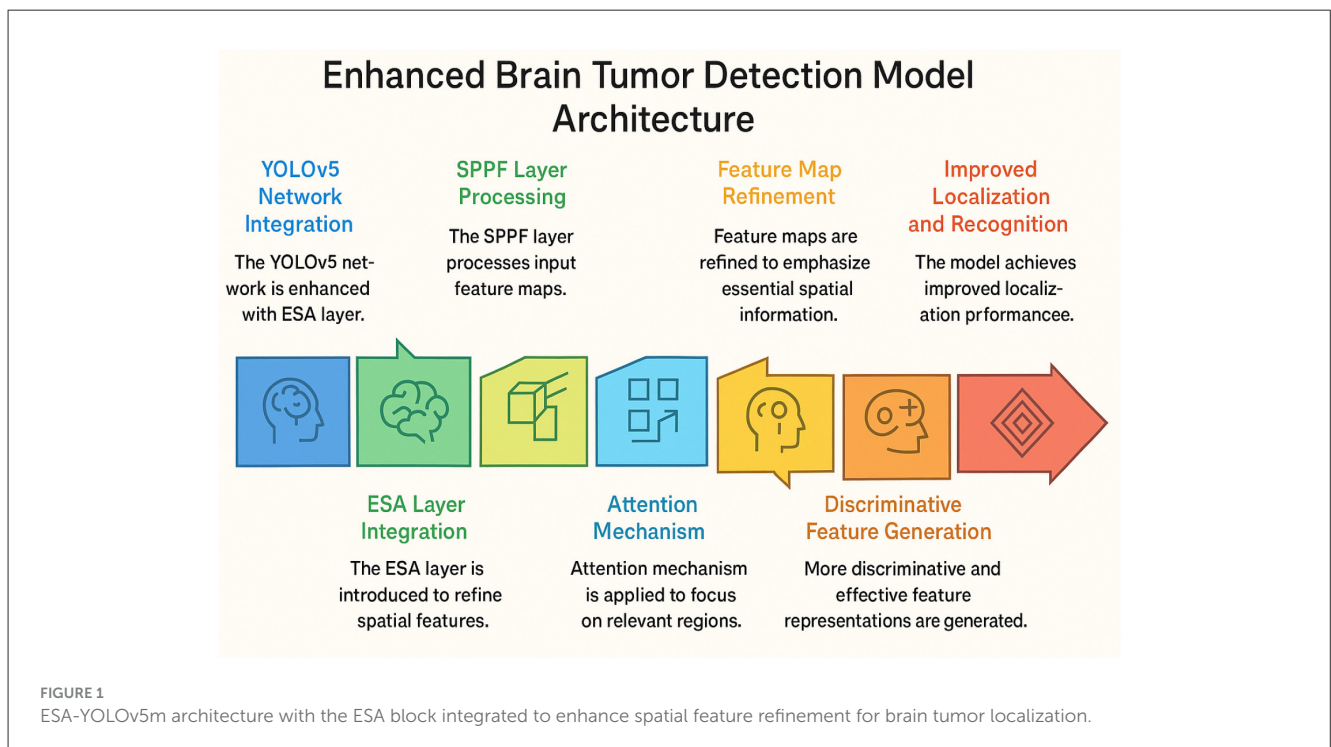 Enhanced Brain Tumor Detection Model
Architecture
YOLOv5
Network
Integration
The YOLOv5 net-
work is enhanced
with ESA layer.
SPPF Layer
Processing
The SPPF layer
processes input
feature maps.
Feature Map
Refinement
Feature maps are
refined to emphasize
essential spatial
information.
Improved
Localization
and Recognition
The model achieves
improved localiz-
ation prformancee.
ESA Layer
Integration
The ESA layer is
introduced to refine
spatial features.
Attention
Mechanism
Attention mechanism
is applied to focus
on relevant regions.
Discriminative
Feature Generation
More discriminative and
effective feature
representations are generated.
FIGURE 1
ESA-YOLOv5m architecture with the ESA block integrated to enhance spatial feature refinement for brain tumor localization.